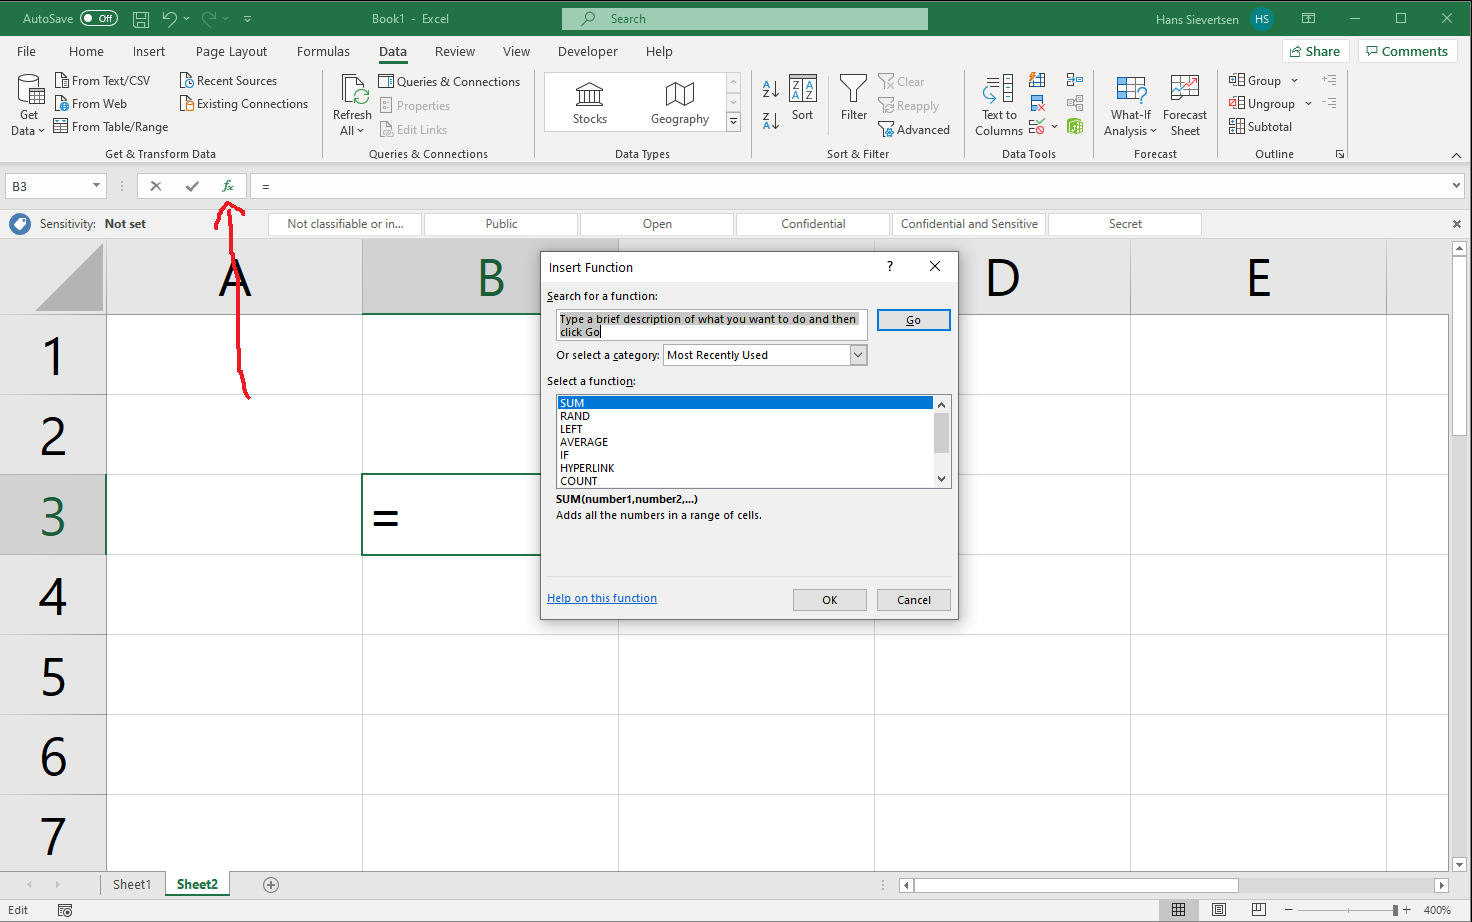 AutoSave Off Book1 - Excel Search Hans Sievertsen HS
File Home Insert Page Layout Formulas Data Review View Developer Help Share Comments
Get Data
From Text/CSV
From Web
From Table/Range
Recent Sources
Existing Connections
Get & Transform Data
Refresh All
Queries & Connections
Properties
Edit Links
Queries & Connections
Stocks Geography
Data Types
A Z
Z A
Z A A Z
Sort
Filter
Clear
Reapply
Advanced
Sort & Filter
Text to Columns
Data Tools
What-If Analysis
Forecast Sheet
Forecast
Group
Ungroup
Subtotal
Outline
B3 fx =
Sensitivity: Not set Not classifiable or in... Public Open Confidential Confidential and Sensitive Secret
A B D E
1
2
3 =
4
5
6
7
Insert Function ?
Search for a function:
Type a brief description of what you want to do and then
click Go
Go
Or select a category: Most Recently Used
Select a function:
SUM
RAND
LEFT
AVERAGE
IF
HYPERLINK
COUNT
SUM(number1,number2,...)
Adds all the numbers in a range of cells.
Help on this function OK Cancel
Sheet1 Sheet2
Edit 400%